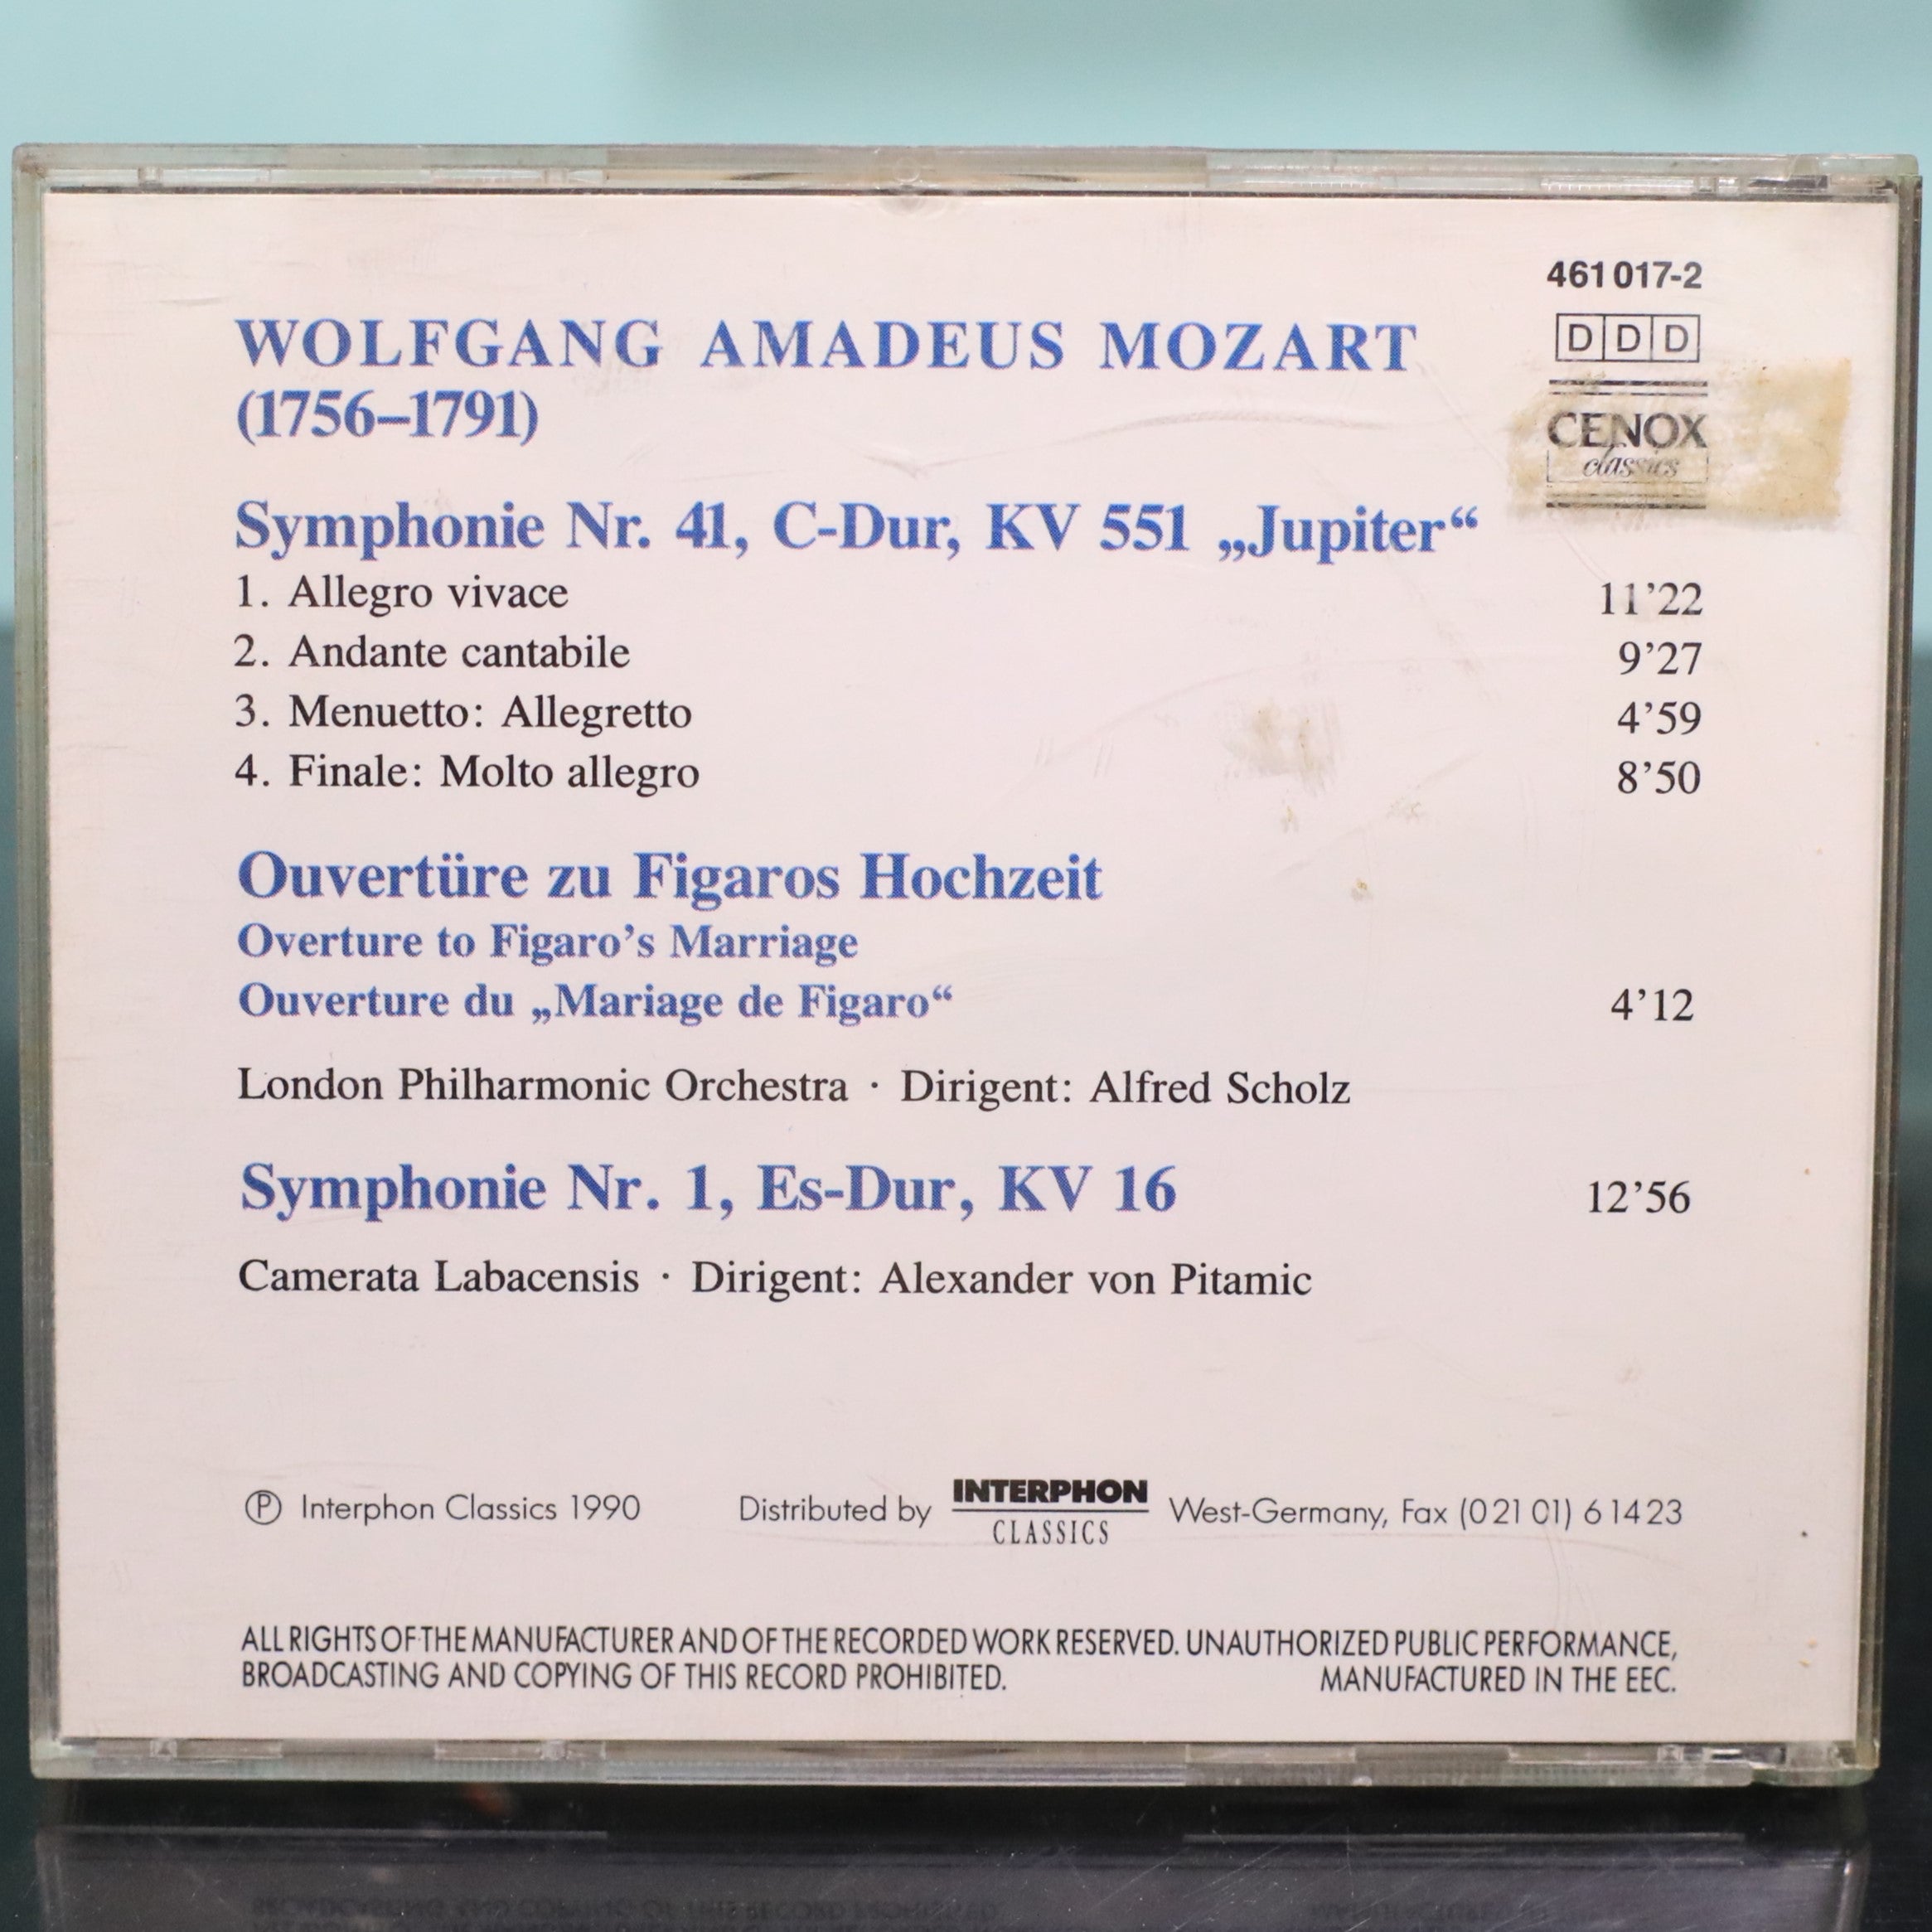 461 017-2
DDD
WOLFGANG AMADEUS MOZART
(1756–1791)
CENOX
classics
Symphonie Nr. 41, C-Dur, KV 551 „Jupiter“
1. Allegro vivace 11’22
2. Andante cantabile 9’27
3. Menuetto: Allegretto 4’59
4. Finale: Molto allegro 8’50
Ouvertüre zu Figaros Hochzeit
Overture to Figaro’s Marriage
Ouverture du „Mariage de Figaro“ 4’12
London Philharmonic Orchestra · Dirigent: Alfred Scholz
Symphonie Nr. 1, Es-Dur, KV 16 12’56
Camerata Labacensis · Dirigent: Alexander von Pitamic
Ⓟ Interphon Classics 1990 Distributed by INTERPHON CLASSICS West-Germany, Fax (0 21 01) 6 14 23
ALL RIGHTS OF THE MANUFACTURER AND OF THE RECORDED WORK RESERVED. UNAUTHORIZED PUBLIC PERFORMANCE,
BROADCASTING AND COPYING OF THIS RECORD PROHIBITED. MANUFACTURED IN THE EEC.